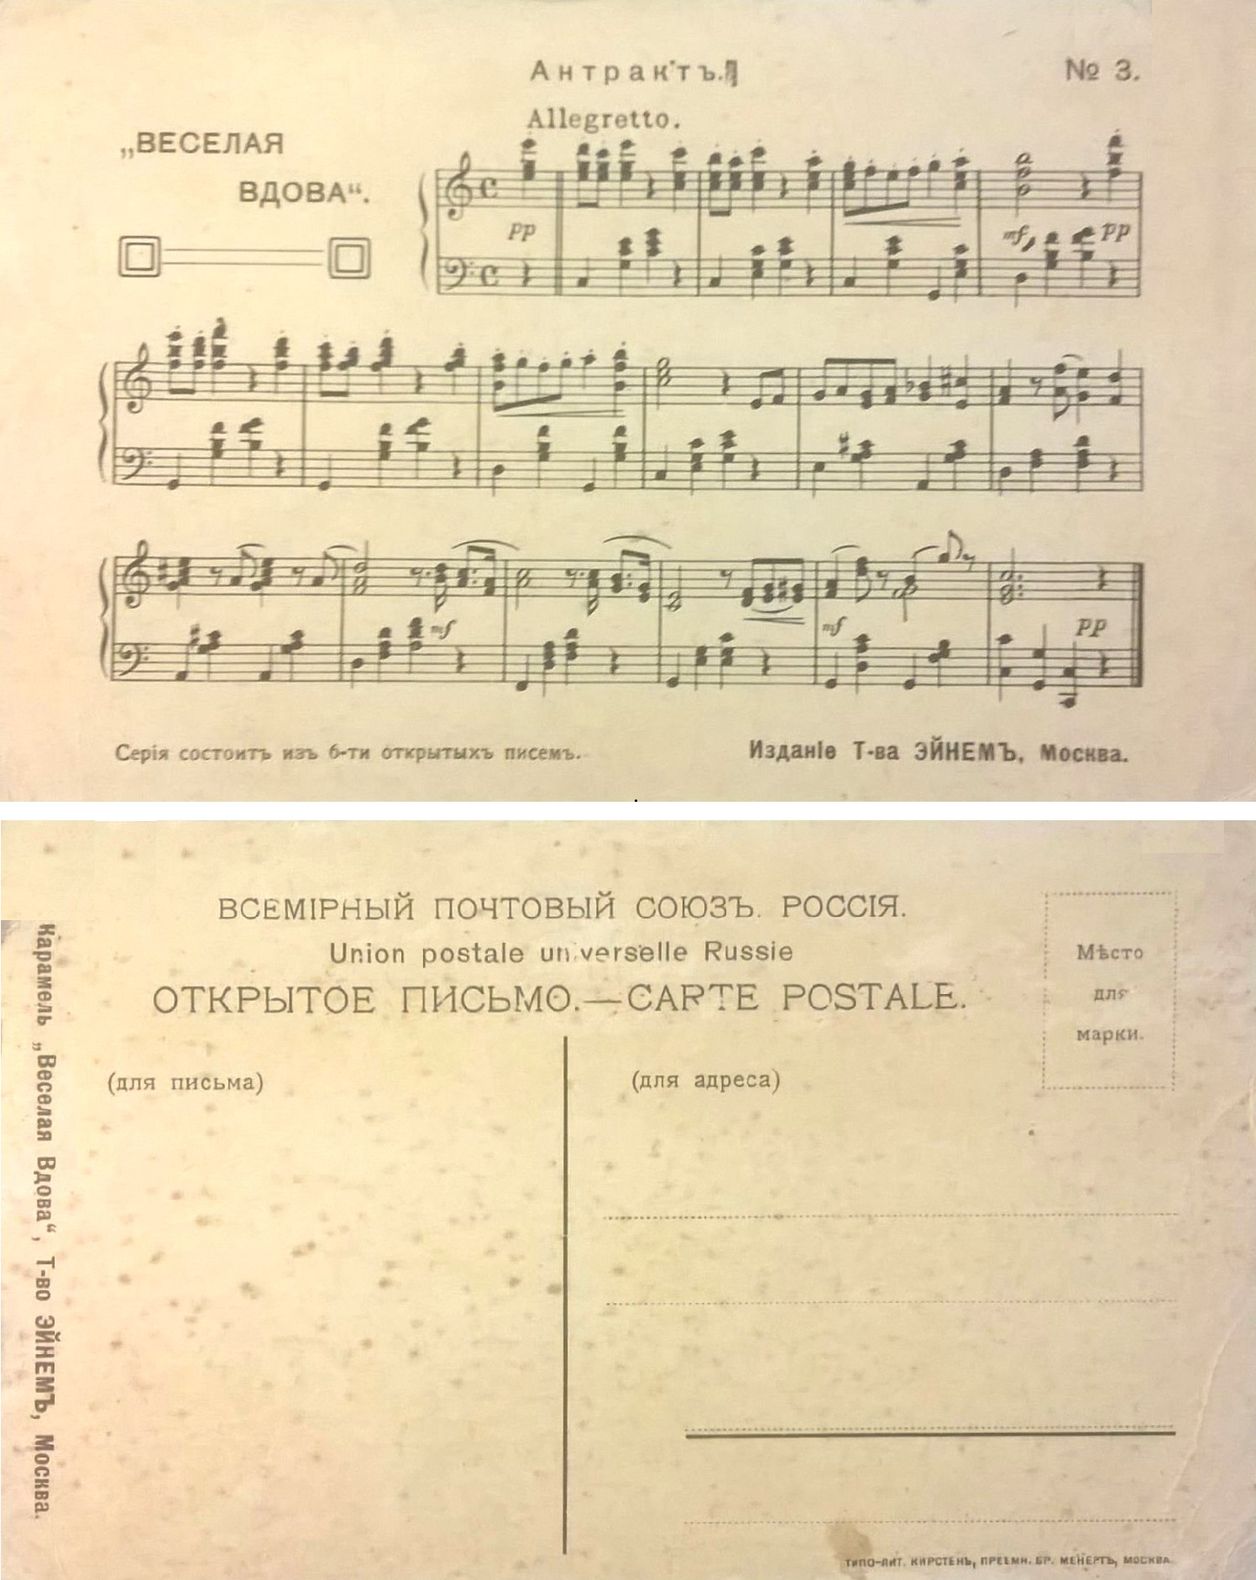 Антрактъ.
№ 3.
Allegretto.
„ВЕСЕЛАЯ
ВДОВА“.
pp
mf
pp
mf
mf
pp
Серія состоитъ изъ 6-ти открытыхъ писемъ.
Изданіе Т-ва ЭЙНЕМЪ, Москва.
ВСЕМІРНЫЙ ПОЧТОВЫЙ СОЮЗЪ. РОССІЯ.
Union postale universelle Russie
ОТКРЫТОЕ ПИСЬМО.—CARTE POSTALE.
Мѣсто
для
марки.
(для письма)
(для адреса)
Карамель „Веселая Вдова“, Т-во ЭЙНЕМЪ, Москва.
ТИПО-ЛИТ. КИРСТЕНЪ, ПРЕЕМН. БР. МЕНЕРТЪ, МОСКВА.